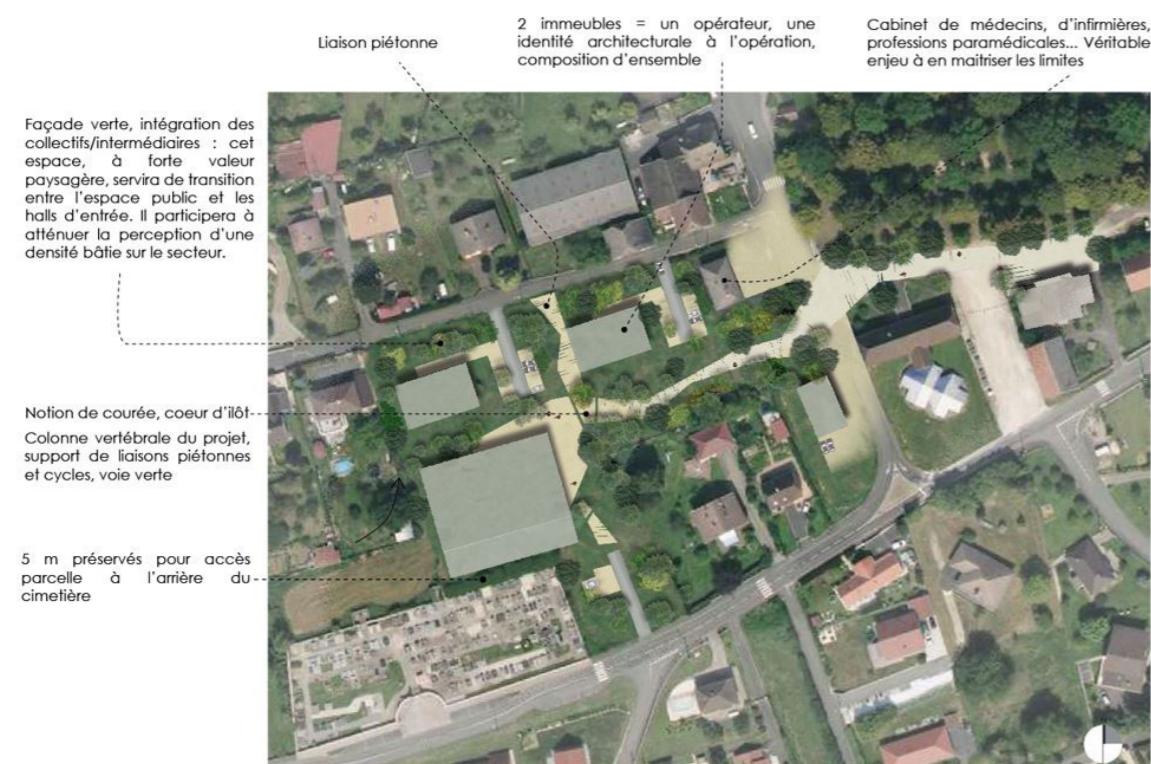 Liaison piétonne
2 immeubles = un opérateur, une
identité architecturale à l'opération,
composition d'ensemble
Cabinet de médecins, d'infirmières,
professions paramédicales... Véritable
enjeu à en maitriser les limites
Façade verte, intégration des
collectifs/intermédiaires : cet
espace, à forte valeur
paysagère, servira de transition
entre l'espace public et les
halls d'entrée. Il participera à
atténuer la perception d'une
densité bâtie sur le secteur.
Notion de courée, coeur d'ilôt
Colonne vertébrale du projet,
support de liaisons piétonnes
et cycles, voie verte
5 m préservés pour accès
parcelle à l'arrière du
cimetière